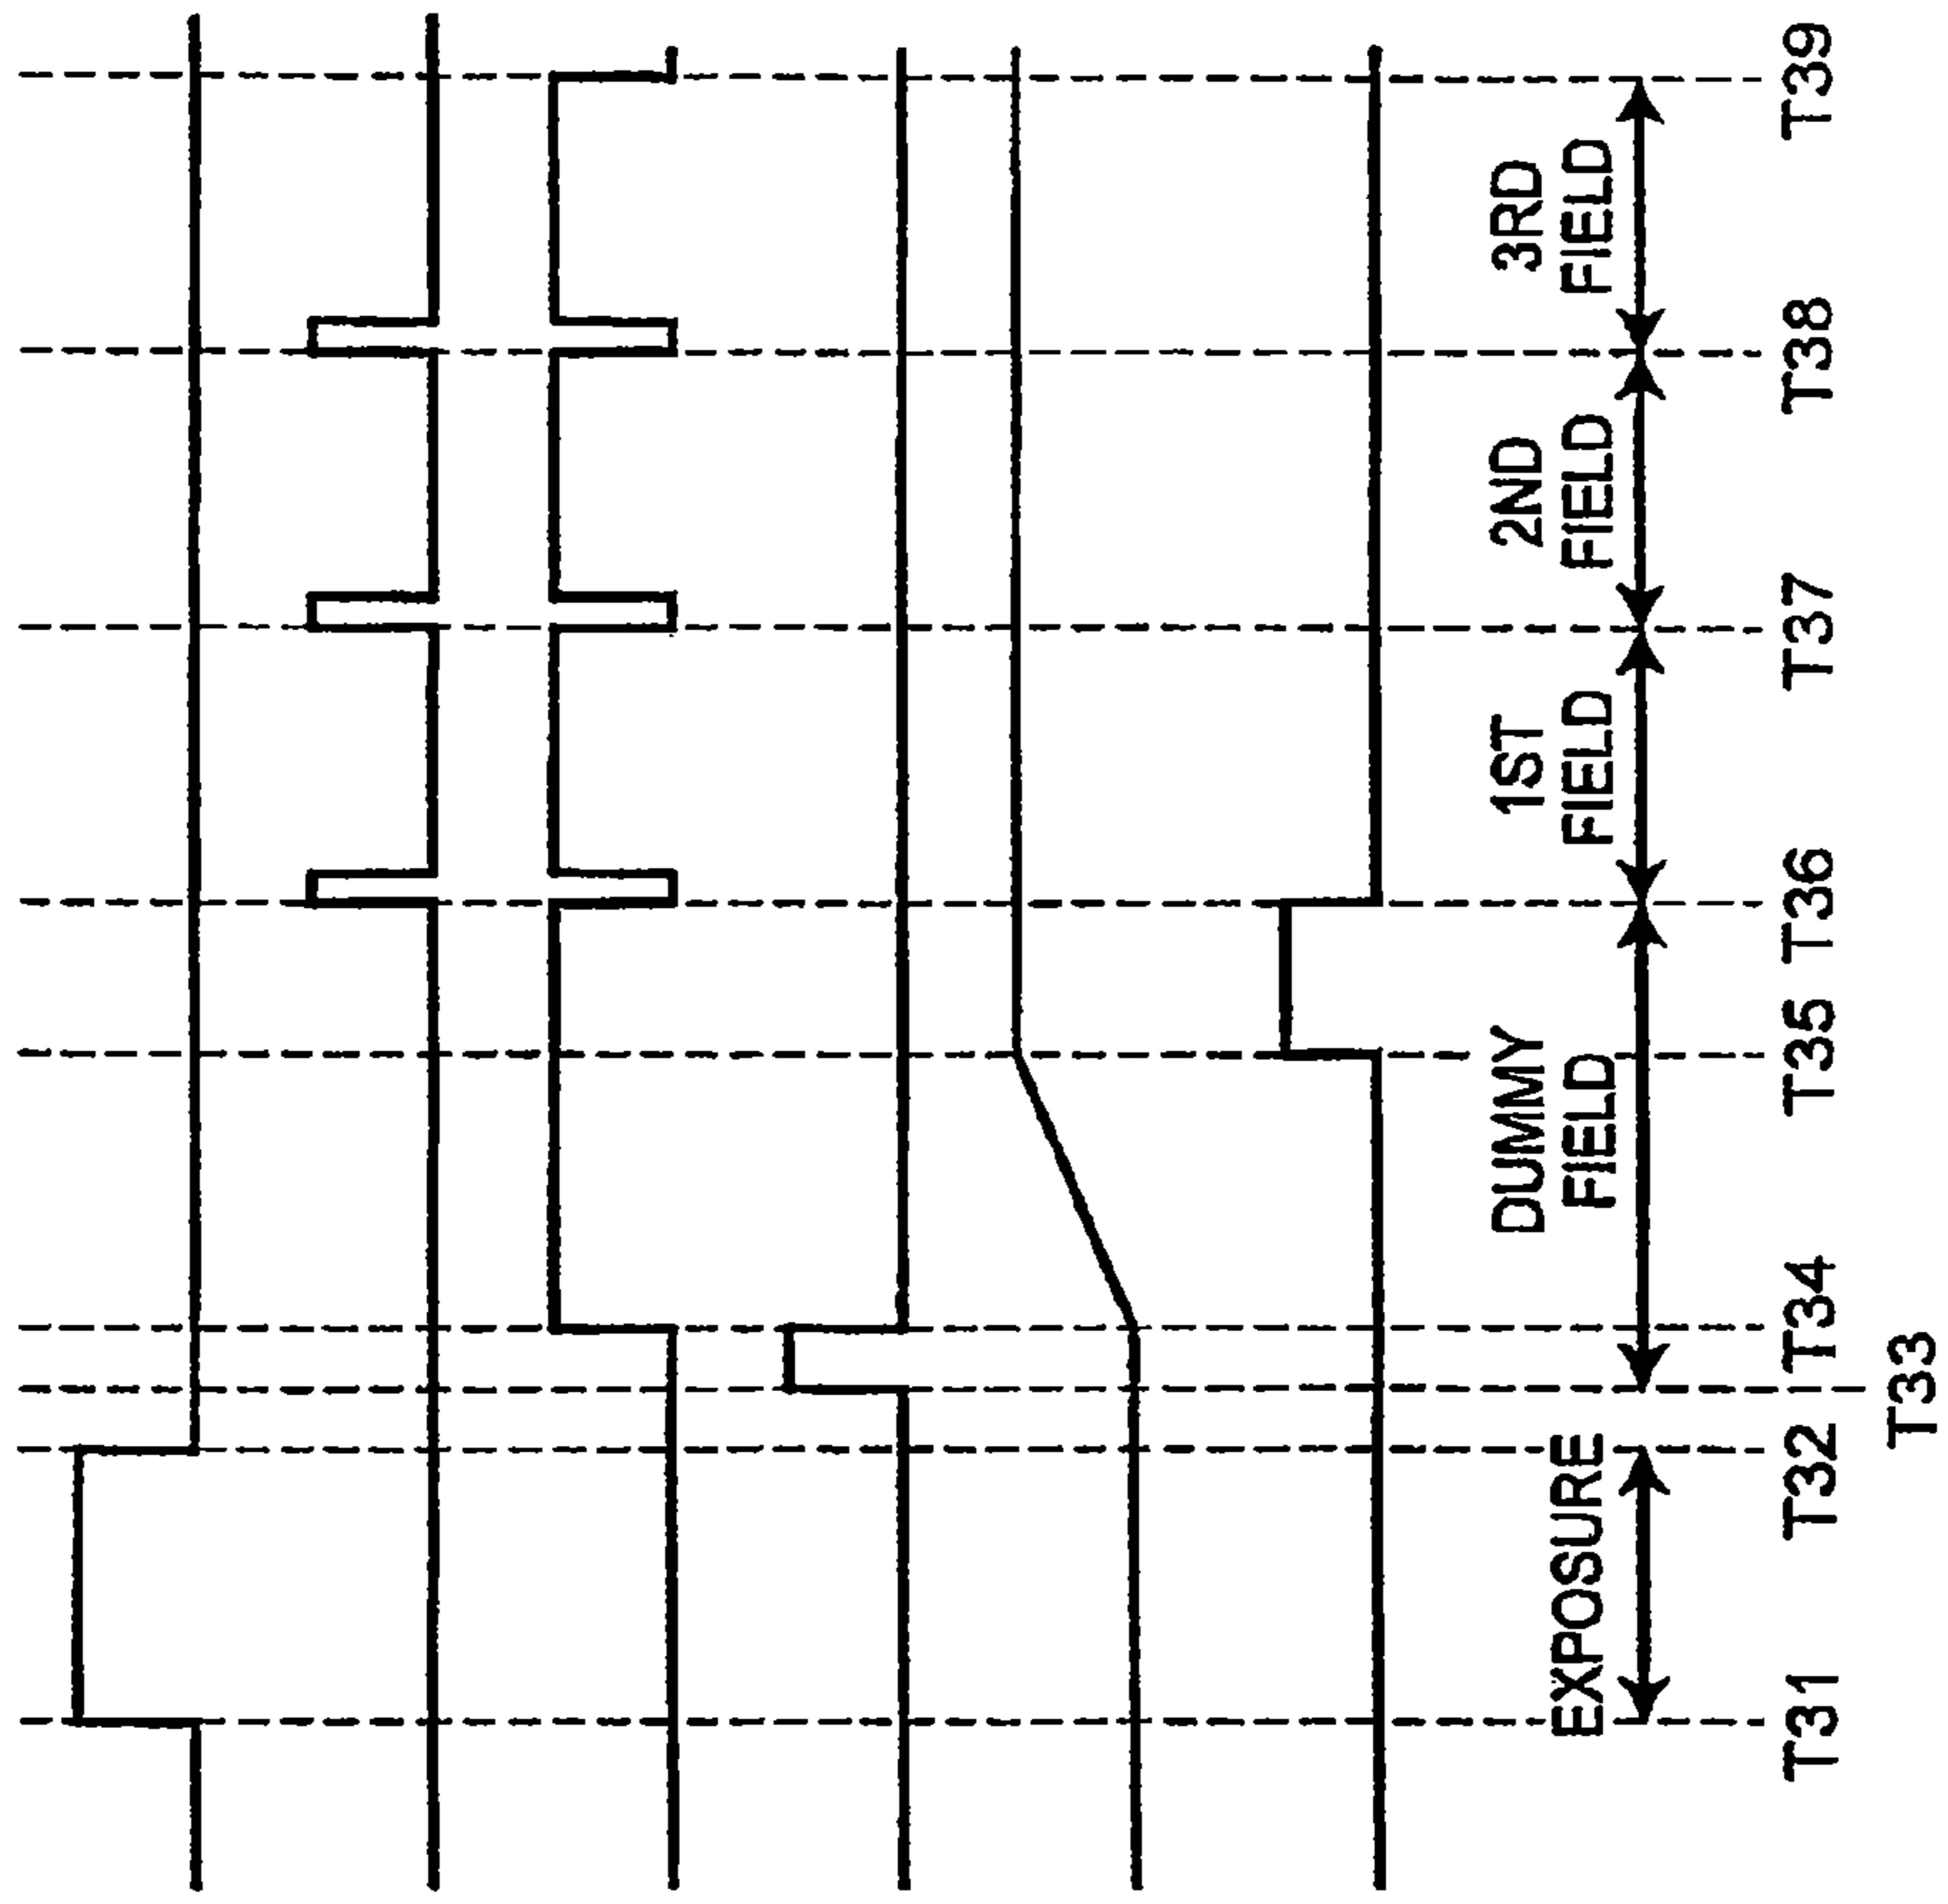 EXPOSURE
DUMMY
FIELD
1ST
FIELD
2ND
FIELD
3RD
FIELD
T31
T32
T34
T35
T36
T37
T38
T39
T33